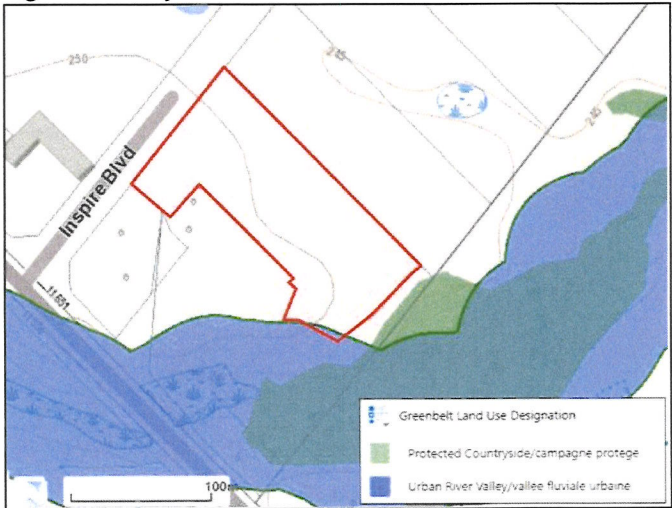 250
245
245
Inspire Blvd
11651
100m
Greenbelt Land Use Designation
Protected Countryside/campagne protege
Urban River Valley/vallee fluviale urbaine